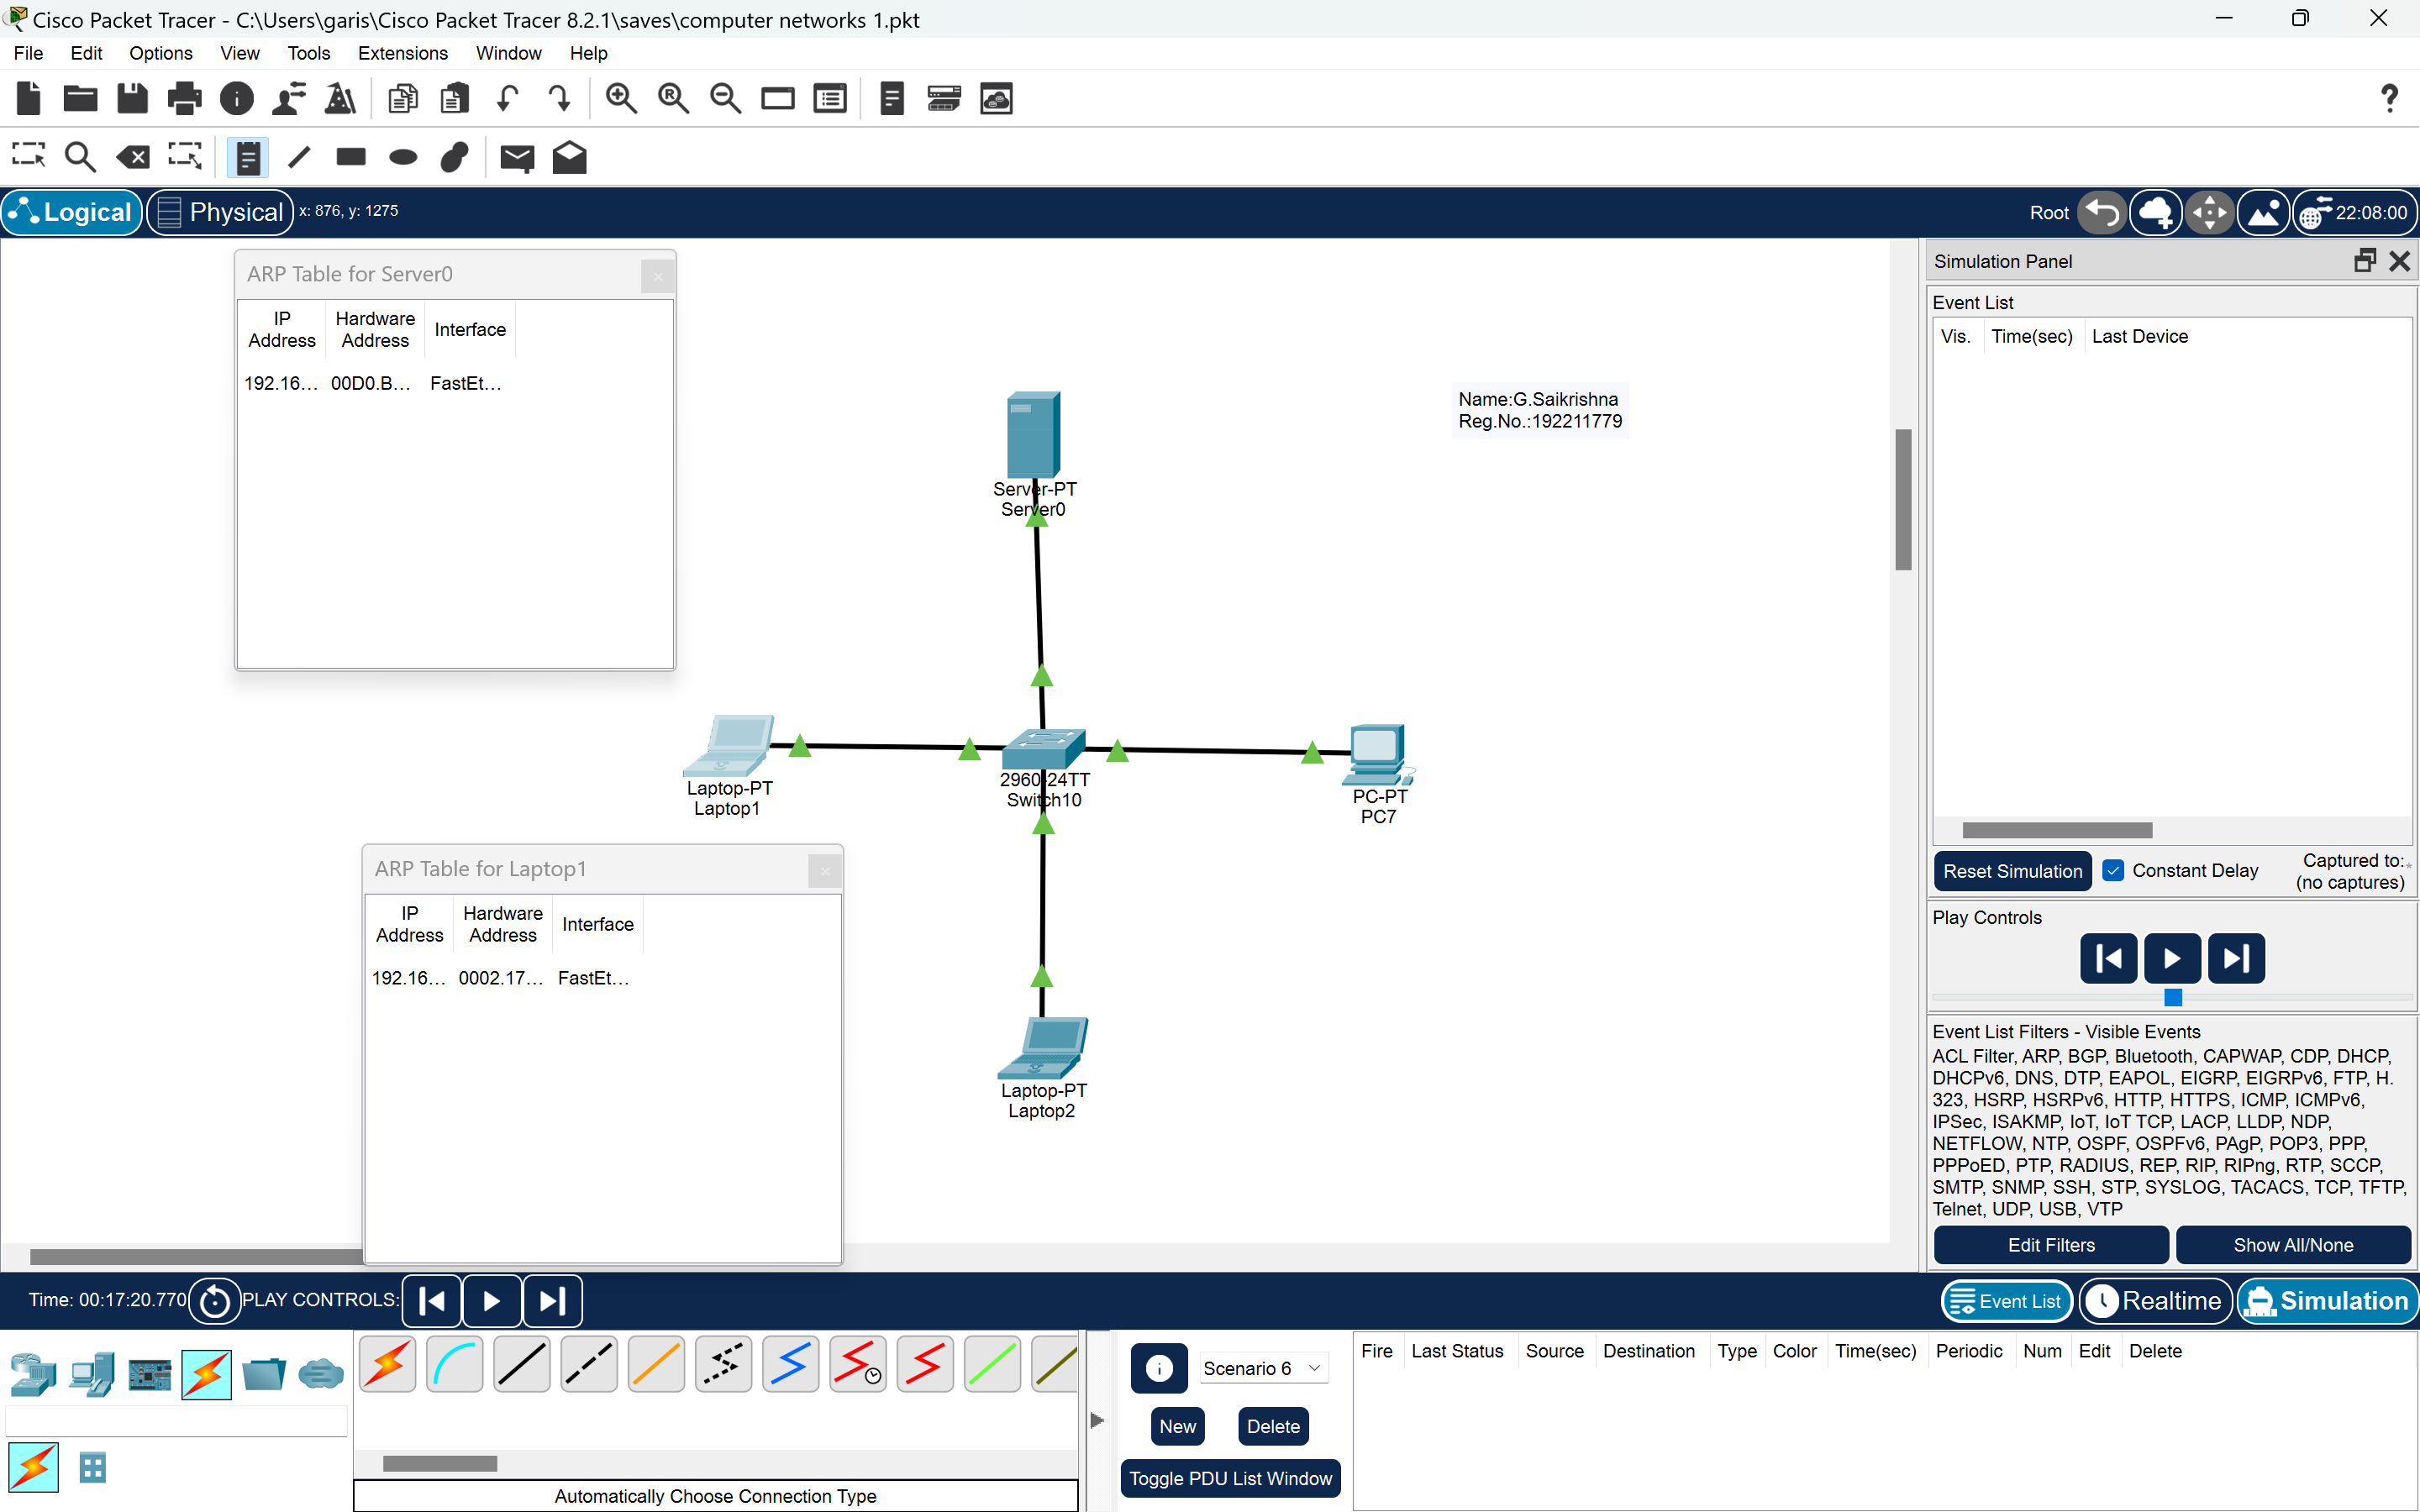 Cisco Packet Tracer - C:\Users\garis\Cisco Packet Tracer 8.2.1\saves\computer networks 1.pkt
File Edit Options View Tools Extensions Window Help
Logical Physical x: 876, y: 1275 Root 22:08:00
ARP Table for Server0
IP Address Hardware Address Interface
192.16... 00D0.B... FastEt...
Name:G.Saikrishna
Reg.No.:192211779
Server-PT
Server0
Laptop-PT
Laptop1
2960-24TT
Switch10
PC-PT
PC7
ARP Table for Laptop1
IP Address Hardware Address Interface
192.16... 0002.17... FastEt...
Laptop-PT
Laptop2
Simulation Panel
Event List
Vis. Time(sec) Last Device
Reset Simulation Constant Delay Captured to:
(no captures)
Play Controls
Event List Filters - Visible Events
ACL Filter, ARP, BGP, Bluetooth, CAPWAP, CDP, DHCP,
DHCPv6, DNS, DTP, EAPOL, EIGRP, EIGRPv6, FTP, H.
323, HSRP, HSRPv6, HTTP, HTTPS, ICMP, ICMPv6,
IPSec, ISAKMP, IoT, IoT TCP, LACP, LLDP, NDP,
NETFLOW, NTP, OSPF, OSPFv6, PAgP, POP3, PPP,
PPPoED, PTP, RADIUS, REP, RIP, RIPng, RTP, SCCP,
SMTP, SNMP, SSH, STP, SYSLOG, TACACS, TCP, TFTP,
Telnet, UDP, USB, VTP
Edit Filters Show All/None
Time: 00:17:20.770 PLAY CONTROLS: Event List Realtime Simulation
Scenario 6
New Delete
Toggle PDU List Window
Fire Last Status Source Destination Type Color Time(sec) Periodic Num Edit Delete
Automatically Choose Connection Type